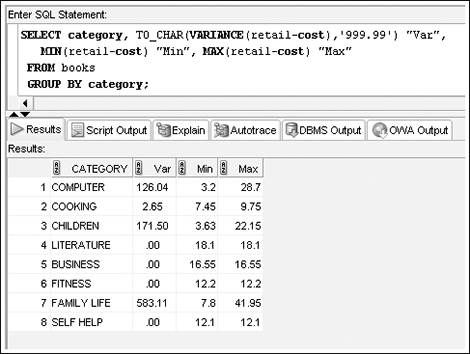 Enter SQL Statement:
SELECT category, TO_CHAR(VARIANCE(retail-cost),'999.99') "Var",
MIN(retail-cost) "Min", MAX(retail-cost) "Max"
FROM books
GROUP BY category;
Results Script Output Explain Autotrace DBMS Output OWA Output
Results:
CATEGORY Var Min Max
1 COMPUTER 126.04 3.2 28.7
2 COOKING 2.65 7.45 9.75
3 CHILDREN 171.50 3.63 22.15
4 LITERATURE .00 18.1 18.1
5 BUSINESS .00 16.55 16.55
6 FITNESS .00 12.2 12.2
7 FAMILY LIFE 583.11 7.8 41.95
8 SELF HELP .00 12.1 12.1